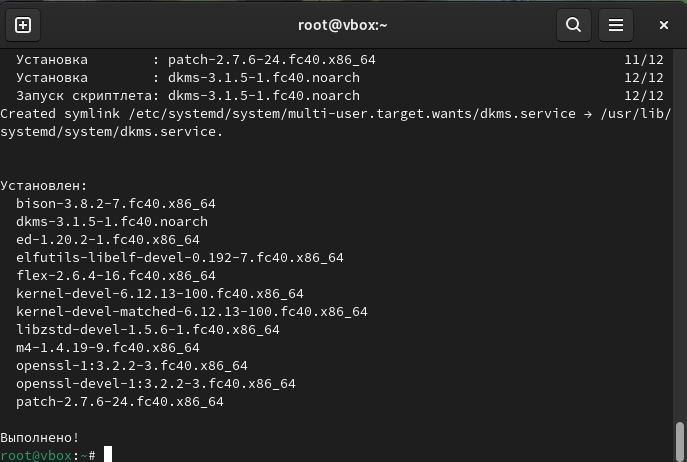 root@vbox:~
Установка        : patch-2.7.6-24.fc40.x86_64                               11/12
Установка        : dkms-3.1.5-1.fc40.noarch                                 12/12
Запуск скриптлета: dkms-3.1.5-1.fc40.noarch                                 12/12
Created symlink /etc/systemd/system/multi-user.target.wants/dkms.service → /usr/lib/
systemd/system/dkms.service.
Установлен:
bison-3.8.2-7.fc40.x86_64
dkms-3.1.5-1.fc40.noarch
ed-1.20.2-1.fc40.x86_64
elfutils-libelf-devel-0.192-7.fc40.x86_64
flex-2.6.4-16.fc40.x86_64
kernel-devel-6.12.13-100.fc40.x86_64
kernel-devel-matched-6.12.13-100.fc40.x86_64
libzstd-devel-1.5.6-1.fc40.x86_64
m4-1.4.19-9.fc40.x86_64
openssl-1:3.2.2-3.fc40.x86_64
openssl-devel-1:3.2.2-3.fc40.x86_64
patch-2.7.6-24.fc40.x86_64
Выполнено!
root@vbox:~#